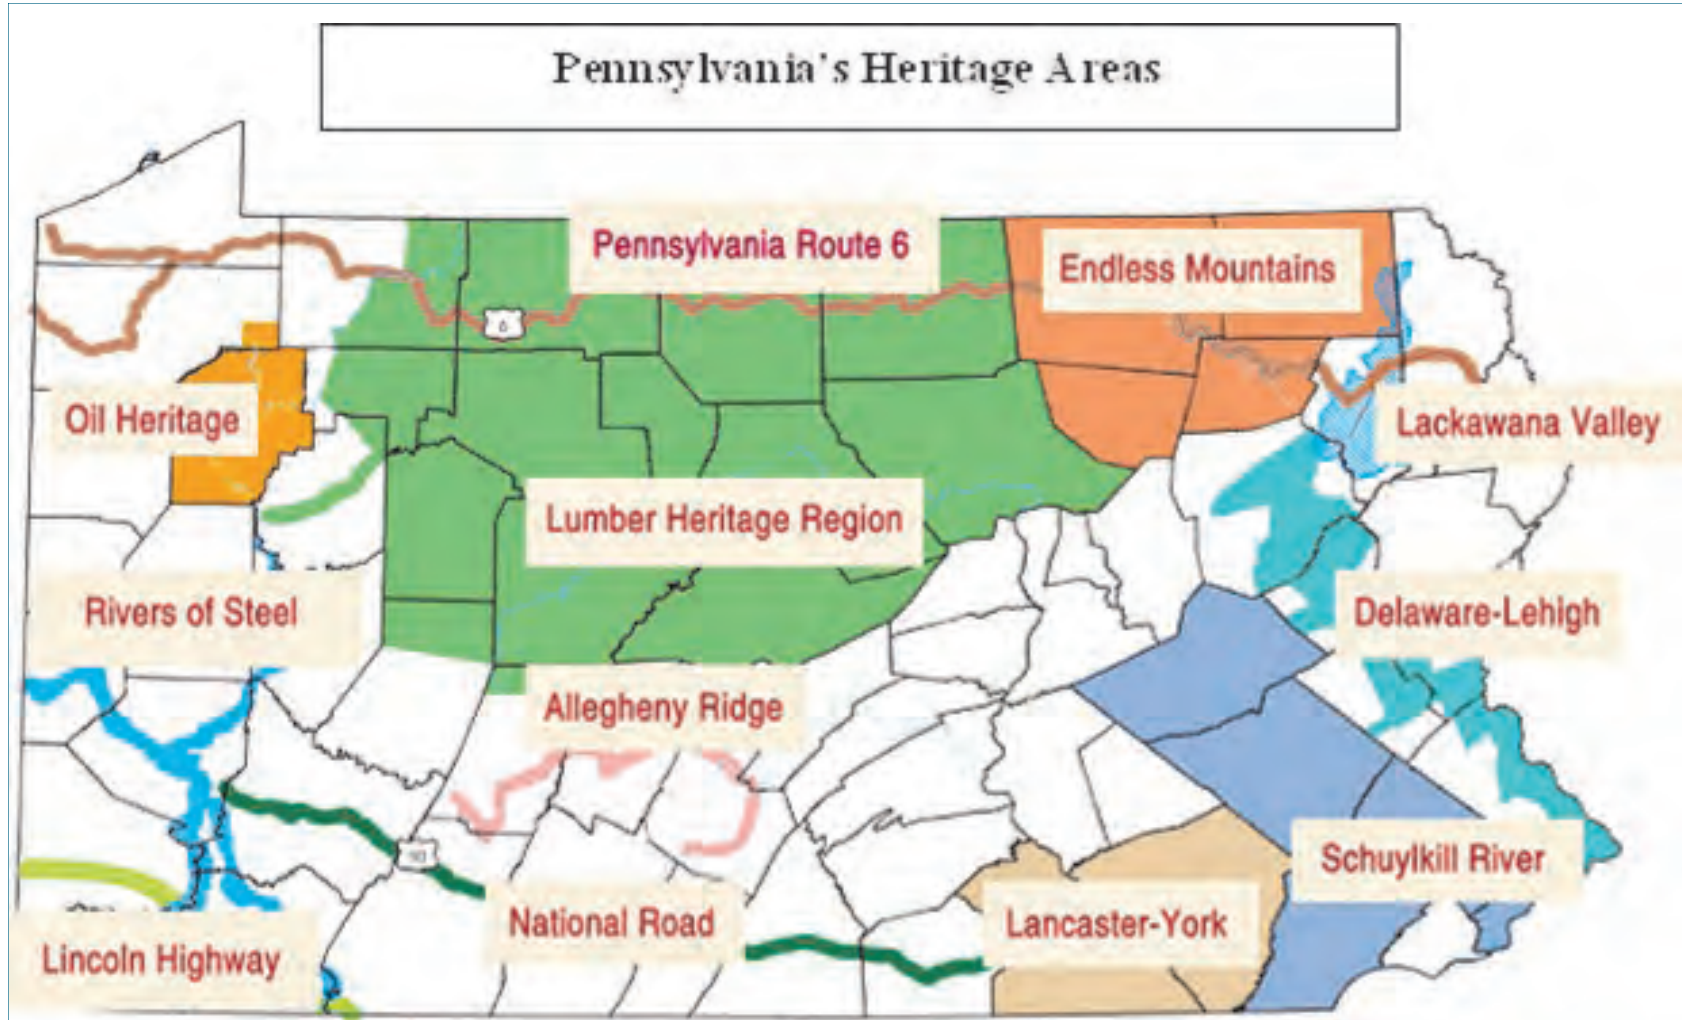 Pennsylvania's Heritage Areas
Pennsylvania Route 6
Endless Mountains
6
Oil Heritage
Lackawana Valley
Lumber Heritage Region
Rivers of Steel
Delaware-Lehigh
Allegheny Ridge
Schuylkill River
National Road
Lancaster-York
Lincoln Highway